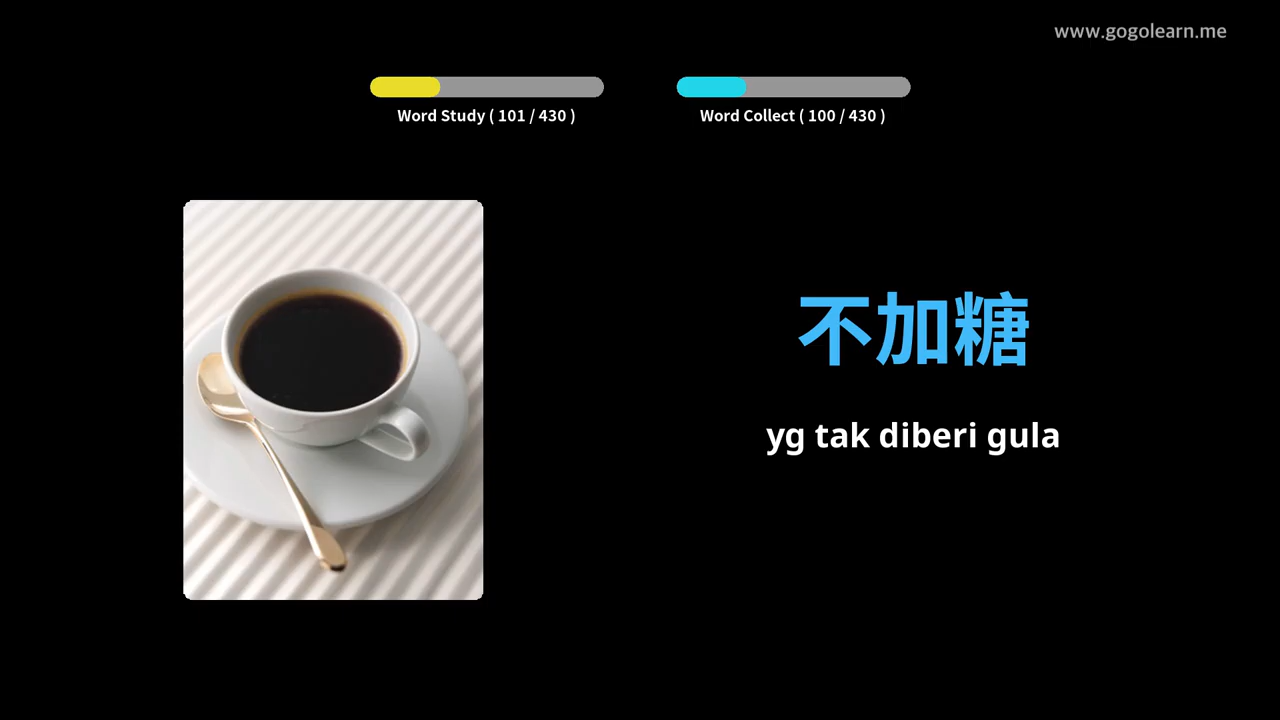 www.gogolearn.me
Word Study ( 101 / 430 )
Word Collect ( 100 / 430 )
不加糖
yg tak diberi gula